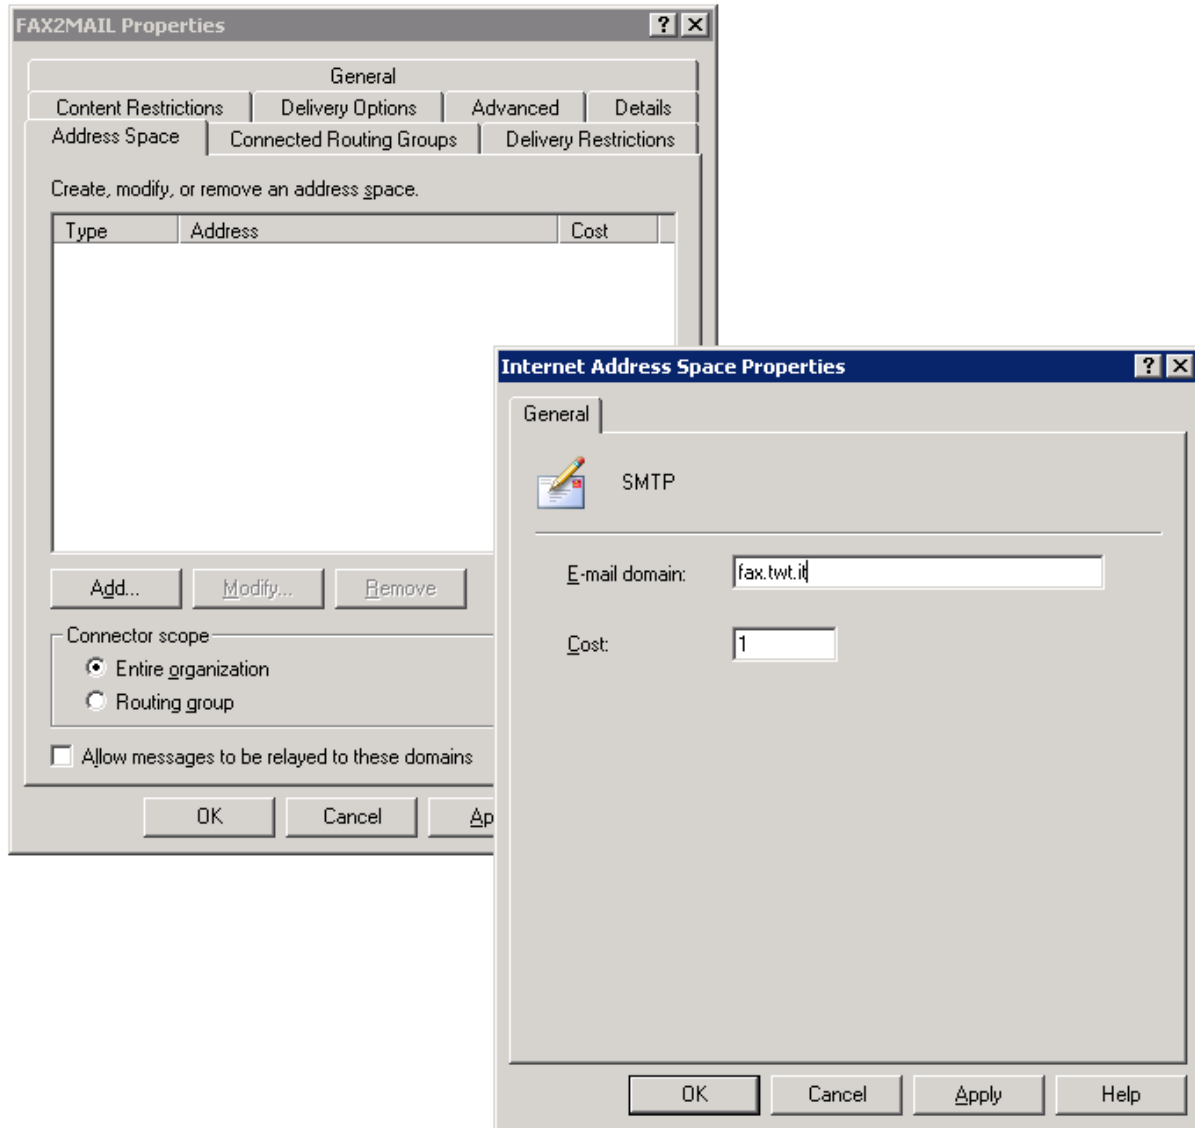 FAX2MAIL Properties
General
Content Restrictions Delivery Options Advanced Details
Address Space Connected Routing Groups Delivery Restrictions
Create, modify, or remove an address space.
Type Address Cost
Add... Modify... Remove
Connector scope
Entire organization
Routing group
Allow messages to be relayed to these domains
OK Cancel Ap
Internet Address Space Properties
General
SMTP
E-mail domain: fax.twt.it
Cost: 1
OK Cancel Apply Help